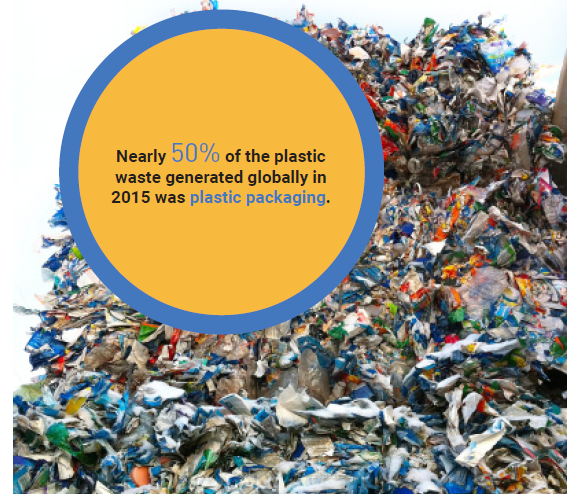 Nearly 50% of the plastic
waste generated globally in
2015 was plastic packaging.